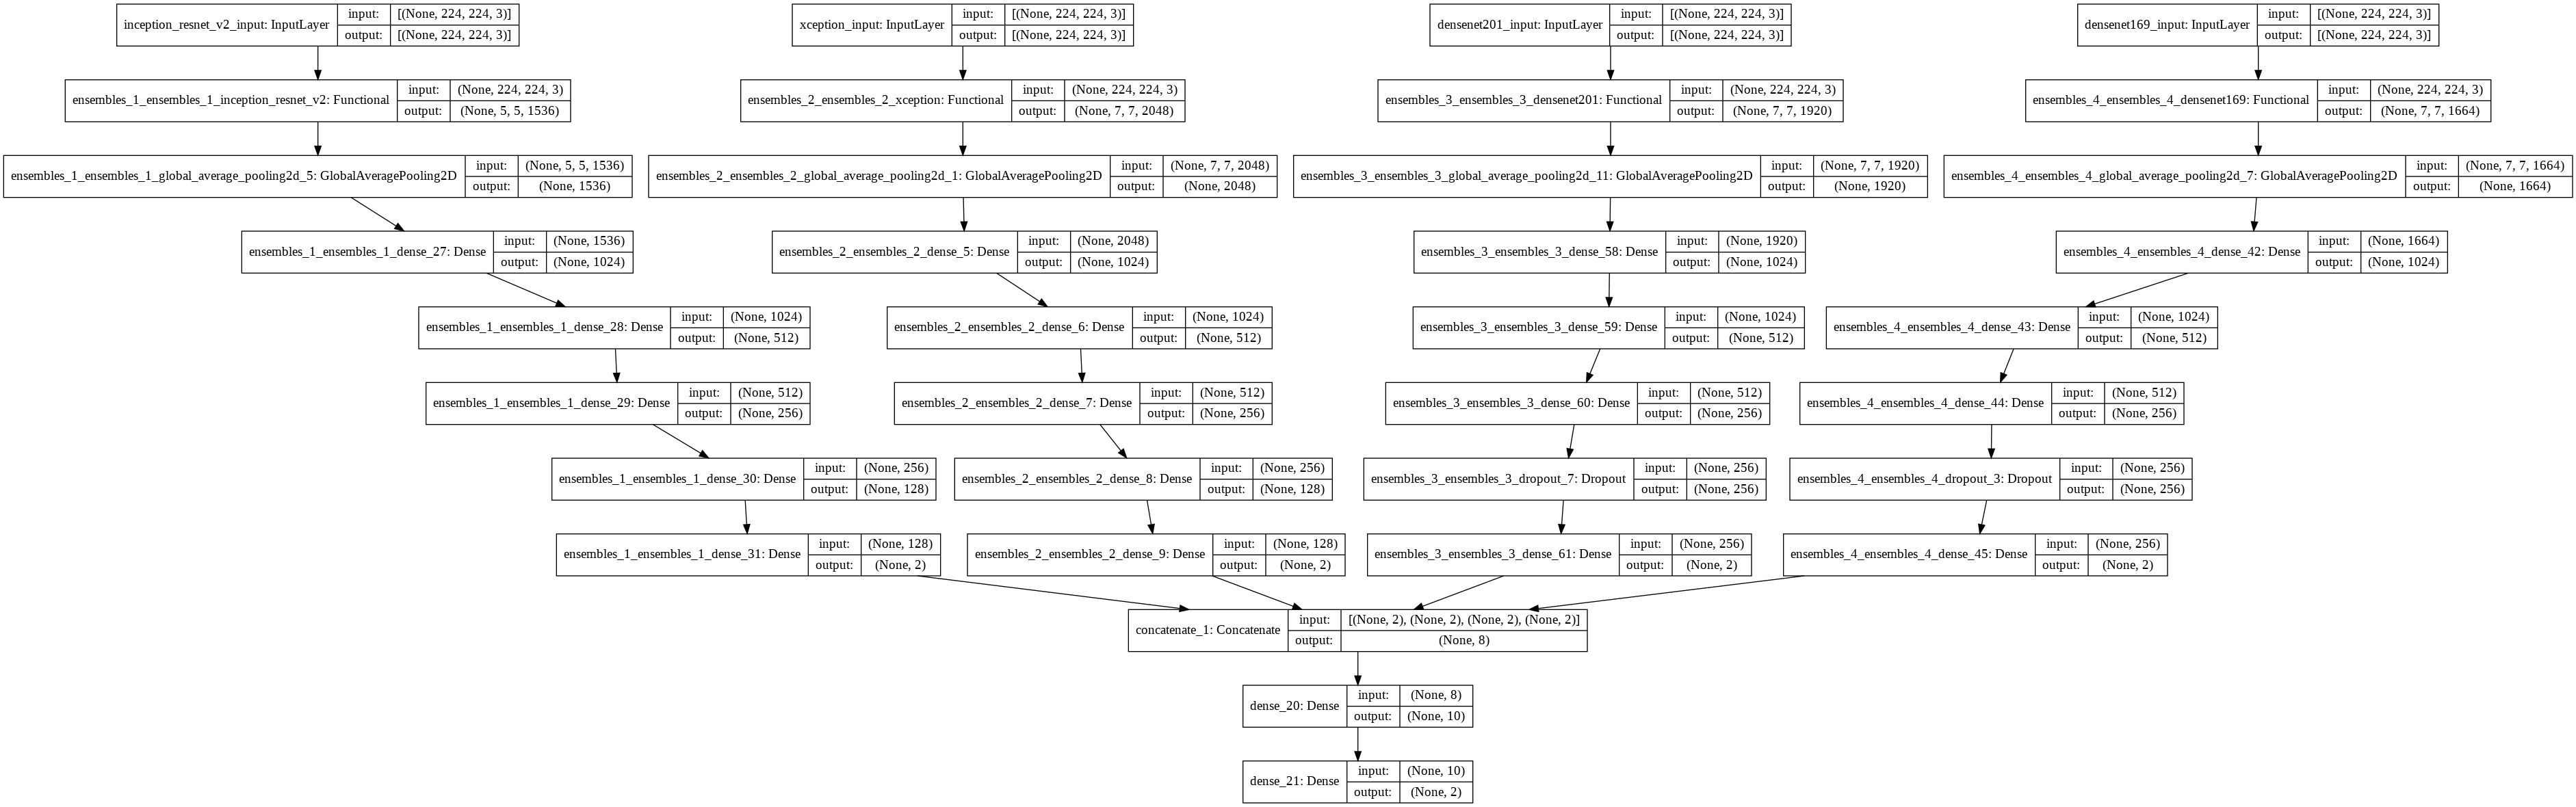 inception_resnet_v2_input: InputLayer input: [(None, 224, 224, 3)]
output: [(None, 224, 224, 3)]
xception_input: InputLayer input: [(None, 224, 224, 3)]
output: [(None, 224, 224, 3)]
densenet201_input: InputLayer input: [(None, 224, 224, 3)]
output: [(None, 224, 224, 3)]
densenet169_input: InputLayer input: [(None, 224, 224, 3)]
output: [(None, 224, 224, 3)]
ensembles_1_ensembles_1_inception_resnet_v2: Functional input: (None, 224, 224, 3)
output: (None, 5, 5, 1536)
ensembles_2_ensembles_2_xception: Functional input: (None, 224, 224, 3)
output: (None, 7, 7, 2048)
ensembles_3_ensembles_3_densenet201: Functional input: (None, 224, 224, 3)
output: (None, 7, 7, 1920)
ensembles_4_ensembles_4_densenet169: Functional input: (None, 224, 224, 3)
output: (None, 7, 7, 1664)
ensembles_1_ensembles_1_global_average_pooling2d_5: GlobalAveragePooling2D input: (None, 5, 5, 1536)
output: (None, 1536)
ensembles_2_ensembles_2_global_average_pooling2d_1: GlobalAveragePooling2D input: (None, 7, 7, 2048)
output: (None, 2048)
ensembles_3_ensembles_3_global_average_pooling2d_11: GlobalAveragePooling2D input: (None, 7, 7, 1920)
output: (None, 1920)
ensembles_4_ensembles_4_global_average_pooling2d_7: GlobalAveragePooling2D input: (None, 7, 7, 1664)
output: (None, 1664)
ensembles_1_ensembles_1_dense_27: Dense input: (None, 1536)
output: (None, 1024)
ensembles_2_ensembles_2_dense_5: Dense input: (None, 2048)
output: (None, 1024)
ensembles_3_ensembles_3_dense_58: Dense input: (None, 1920)
output: (None, 1024)
ensembles_4_ensembles_4_dense_42: Dense input: (None, 1664)
output: (None, 1024)
ensembles_1_ensembles_1_dense_28: Dense input: (None, 1024)
output: (None, 512)
ensembles_2_ensembles_2_dense_6: Dense input: (None, 1024)
output: (None, 512)
ensembles_3_ensembles_3_dense_59: Dense input: (None, 1024)
output: (None, 512)
ensembles_4_ensembles_4_dense_43: Dense input: (None, 1024)
output: (None, 512)
ensembles_1_ensembles_1_dense_29: Dense input: (None, 512)
output: (None, 256)
ensembles_2_ensembles_2_dense_7: Dense input: (None, 512)
output: (None, 256)
ensembles_3_ensembles_3_dense_60: Dense input: (None, 512)
output: (None, 256)
ensembles_4_ensembles_4_dense_44: Dense input: (None, 512)
output: (None, 256)
ensembles_1_ensembles_1_dense_30: Dense input: (None, 256)
output: (None, 128)
ensembles_2_ensembles_2_dense_8: Dense input: (None, 256)
output: (None, 128)
ensembles_3_ensembles_3_dropout_7: Dropout input: (None, 256)
output: (None, 256)
ensembles_4_ensembles_4_dropout_3: Dropout input: (None, 256)
output: (None, 256)
ensembles_1_ensembles_1_dense_31: Dense input: (None, 128)
output: (None, 2)
ensembles_2_ensembles_2_dense_9: Dense input: (None, 128)
output: (None, 2)
ensembles_3_ensembles_3_dense_61: Dense input: (None, 256)
output: (None, 2)
ensembles_4_ensembles_4_dense_45: Dense input: (None, 256)
output: (None, 2)
concatenate_1: Concatenate input: [(None, 2), (None, 2), (None, 2), (None, 2)]
output: (None, 8)
dense_20: Dense input: (None, 8)
output: (None, 10)
dense_21: Dense input: (None, 10)
output: (None, 2)